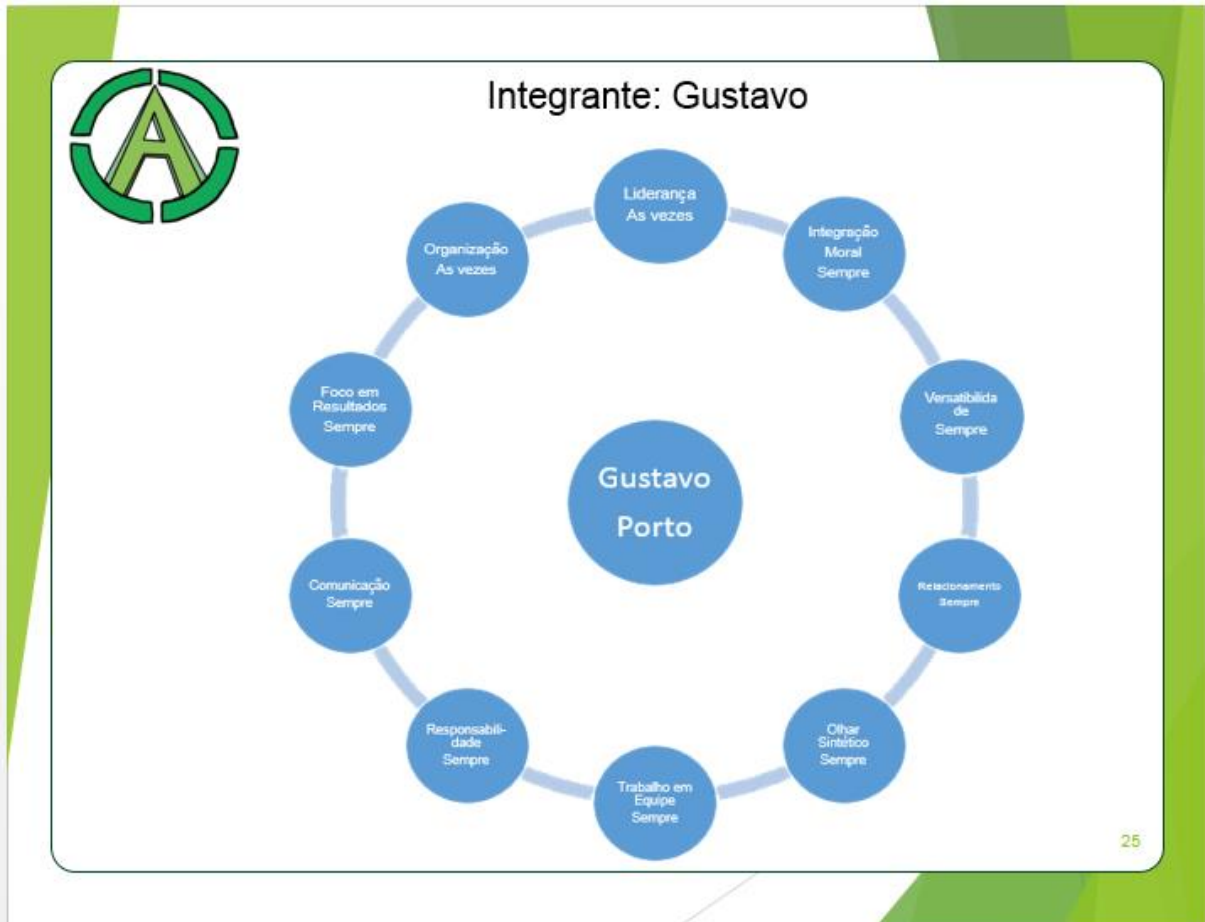 A
Integrante: Gustavo
Liderança
As vezes
Integração
Moral
Sempre
Versatibilida
de
Sempre
Relacionamento
Sempre
Olhar
Sintético
Sempre
Trabalho em
Equipe
Sempre
Responsabili-
dade
Sempre
Comunicação
Sempre
Foco em
Resultados
Sempre
Organização
As vezes
Gustavo
Porto
25